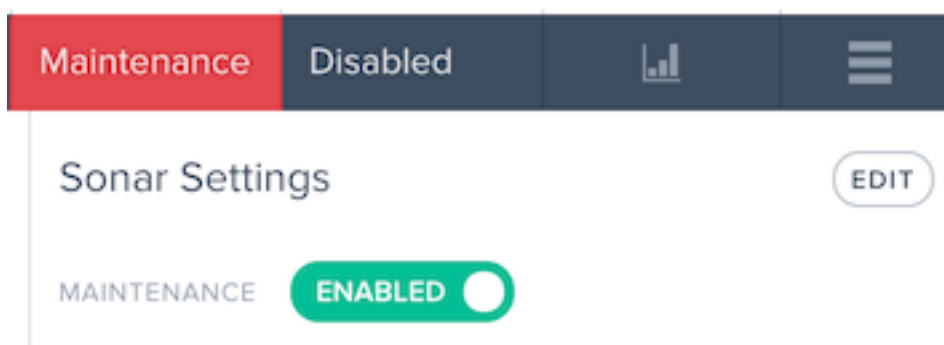 Maintenance Disabled
Sonar Settings EDIT
MAINTENANCE ENABLED